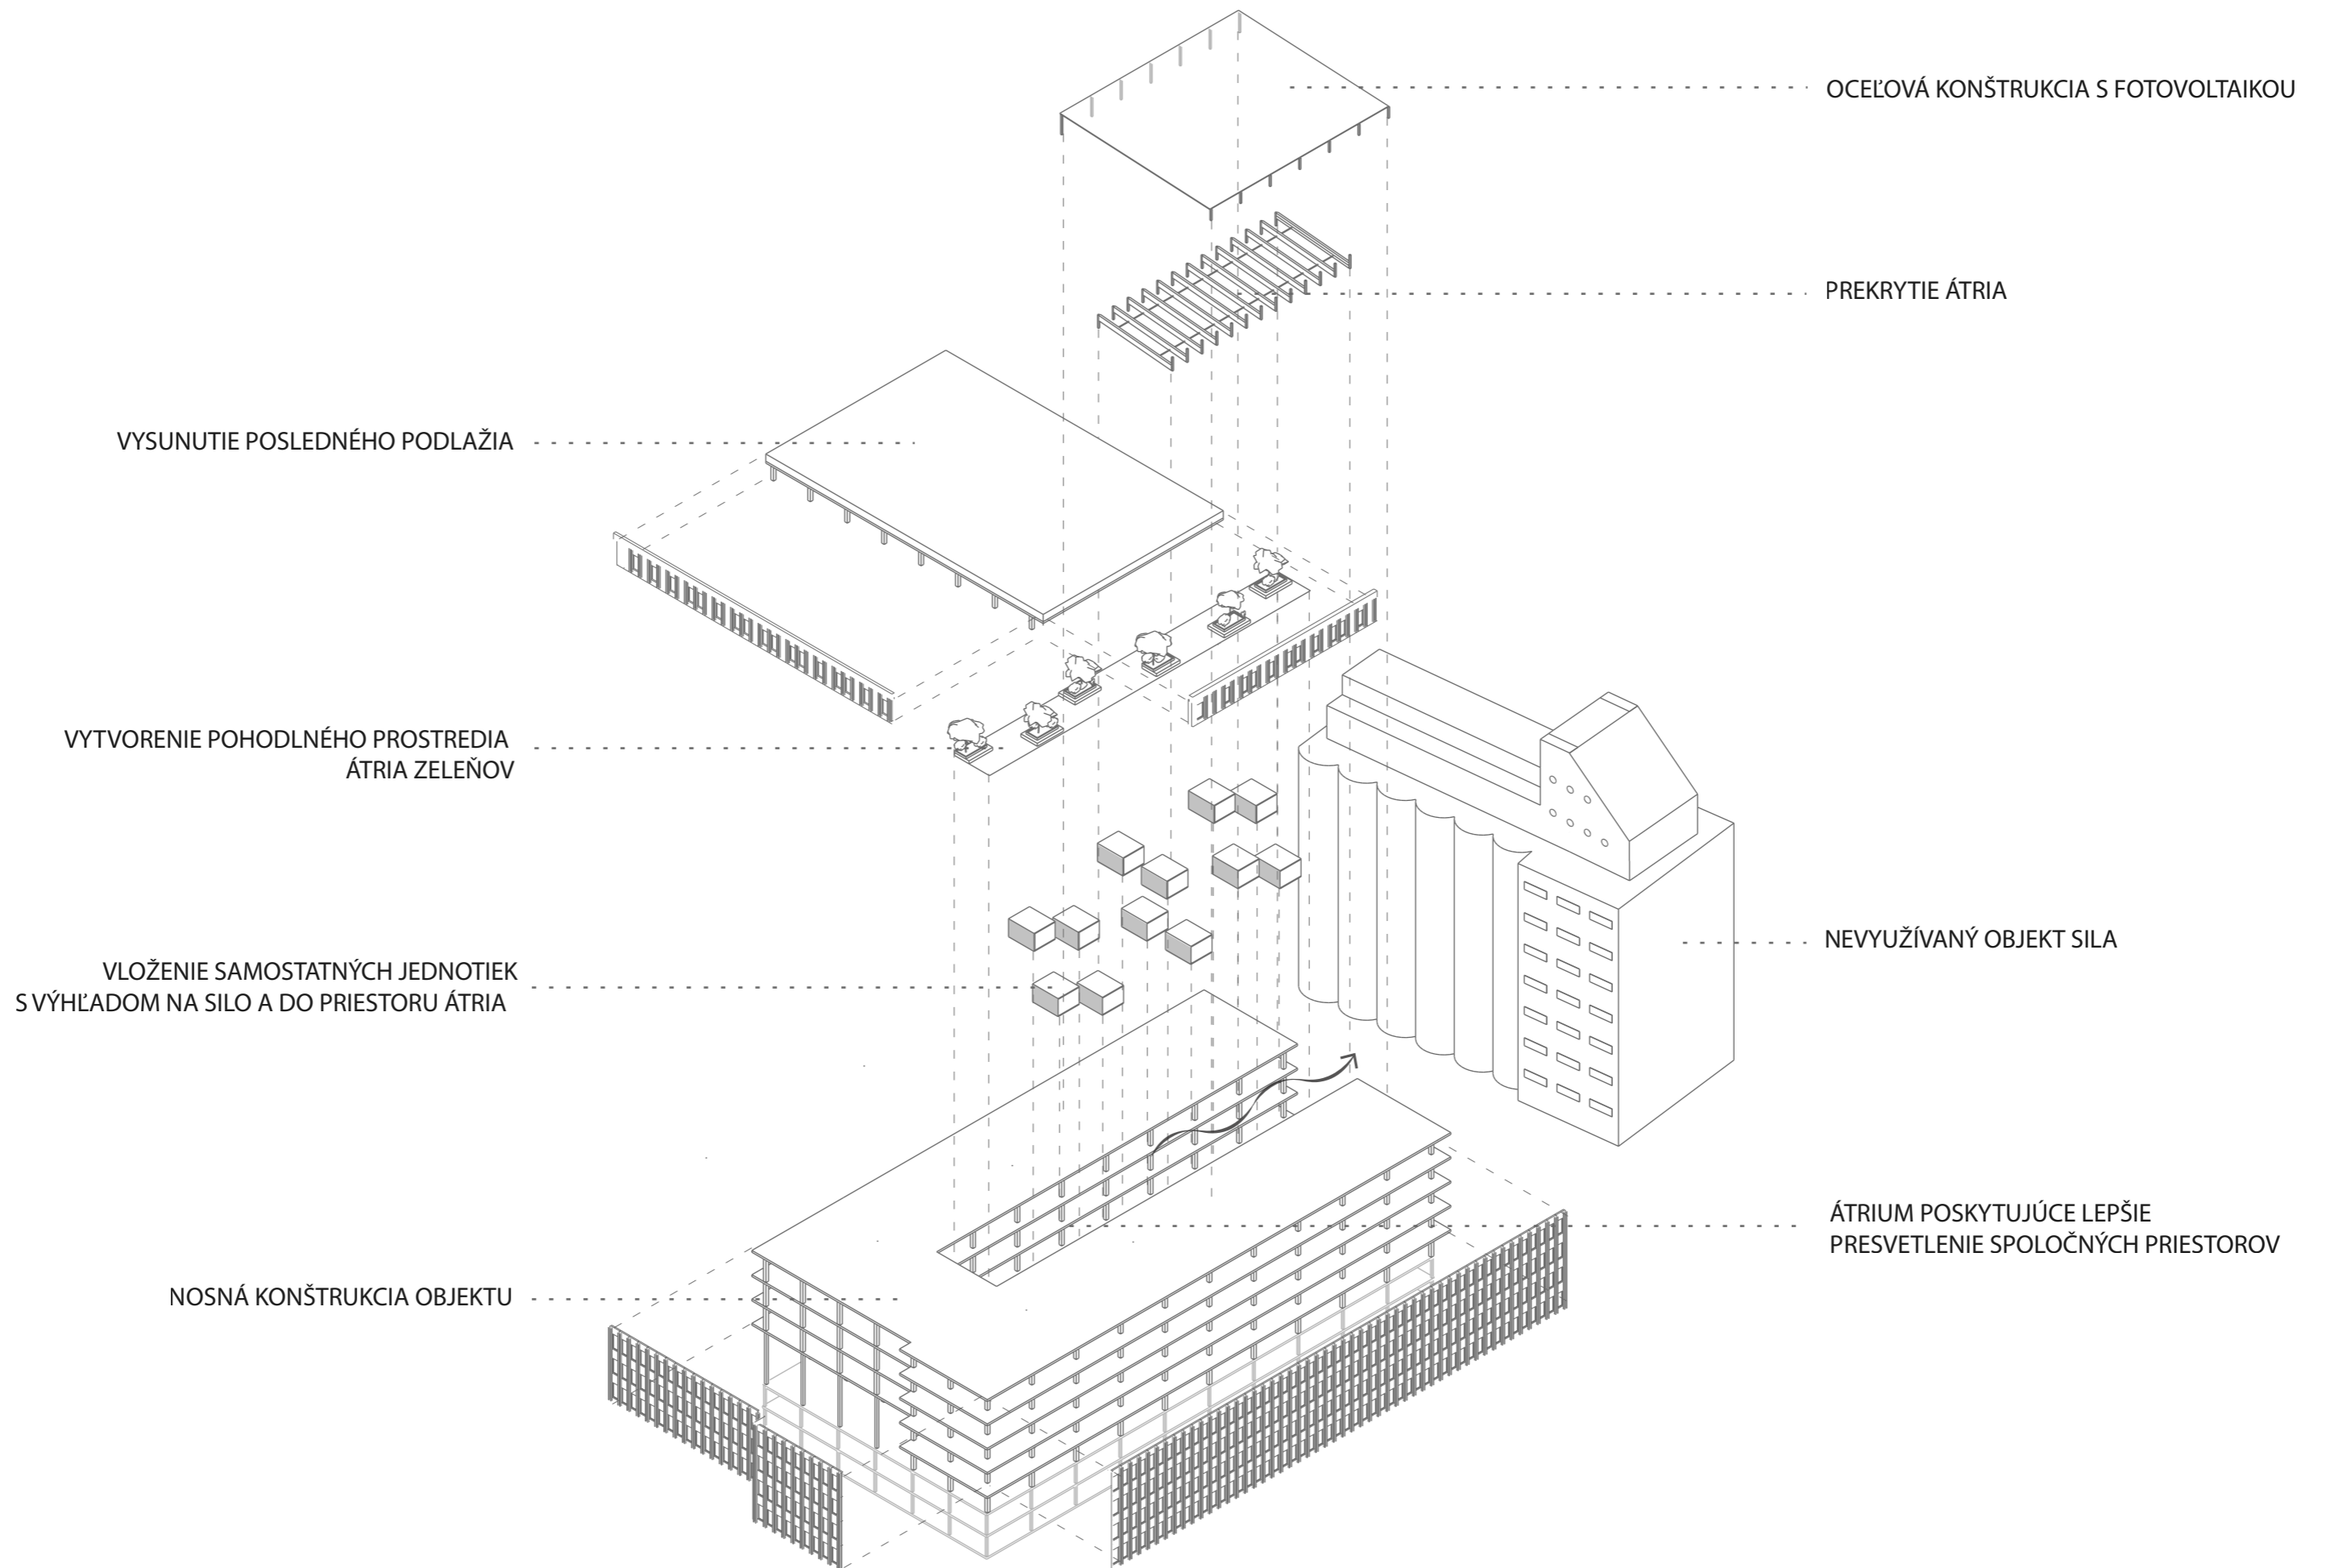 OCEĽOVÁ KONŠTRUKCIA S FOTOVOLTAIKOU
PREKRYTIE ÁTRIA
VYSUNUTIE POSLEDNÉHO PODLAŽIA
VYTVORENIE POHODLNÉHO PROSTREDIA
ÁTRIA ZELEŇOV
NEVYUŽÍVANÝ OBJEKT SILA
VLOŽENIE SAMOSTATNÝCH JEDNOTIEK
S VÝHĽADOM NA SILO A DO PRIESTORU ÁTRIA
ÁTRIUM POSKYTUJÚCE LEPŠIE
PRESVETLENIE SPOLOČNÝCH PRIESTOROV
NOSNÁ KONŠTRUKCIA OBJEKTU